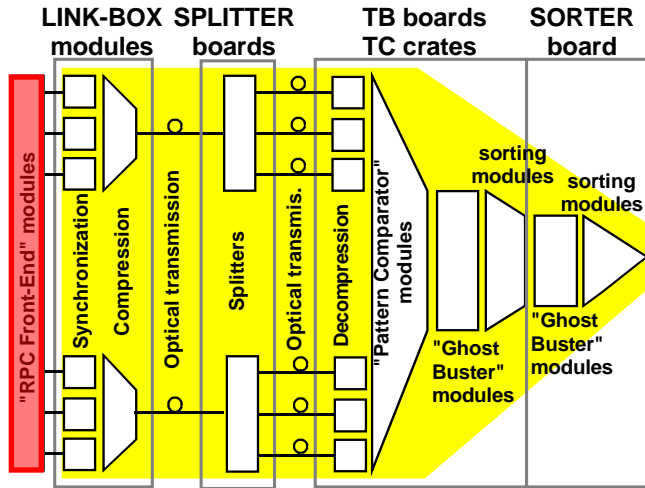 LINK-BOX
modules
SPLITTER
boards
TB boards
TC crates
SORTER
board
"RPC Front-End" modules
Synchronization
Compression
Optical transmission
Splitters
Optical transmis.
Decompression
"Pattern Comparator"
modules
sorting
modules
sorting
modules
"Ghost
Buster"
modules
"Ghost
Buster"
modules